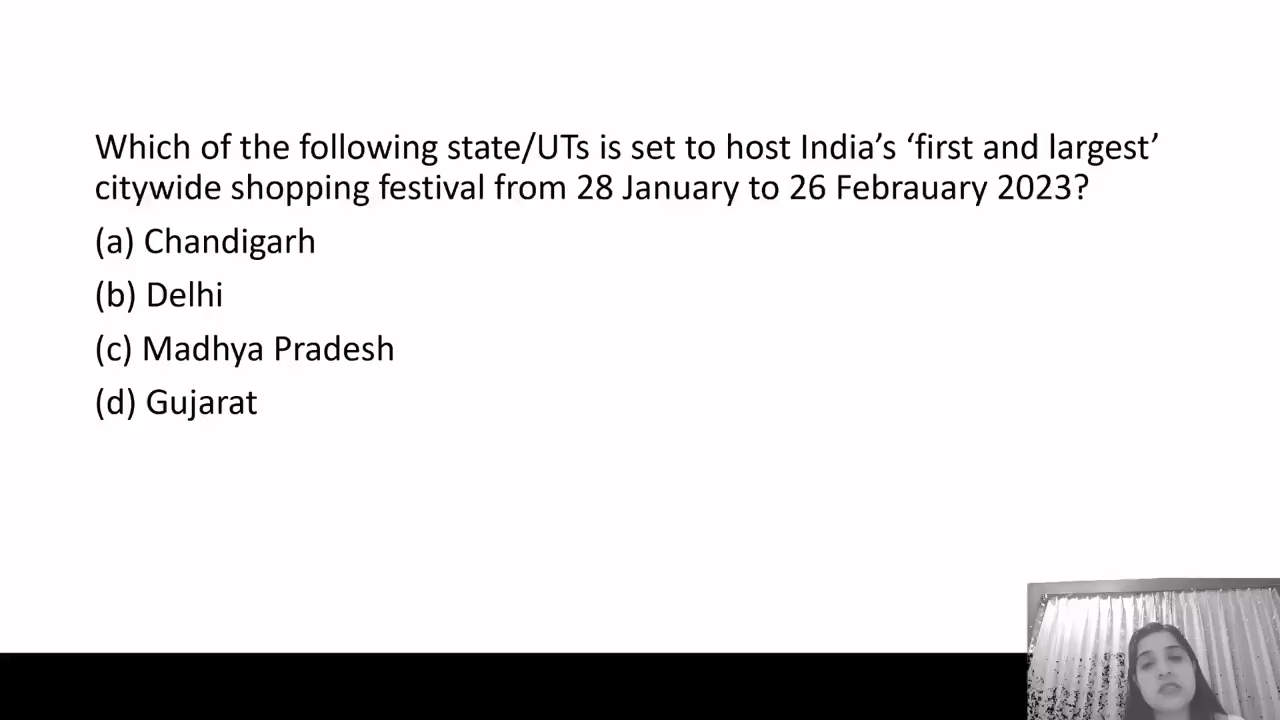 Which of the following state/UTs is set to host India’s ‘first and largest’
citywide shopping festival from 28 January to 26 Febrauary 2023?
(a) Chandigarh
(b) Delhi
(c) Madhya Pradesh
(d) Gujarat